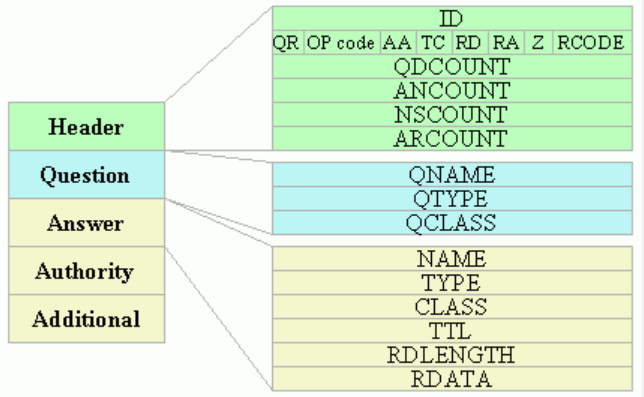 Header
Question
Answer
Authority
Additional
ID
QR OP code AA TC RD RA Z RCODE
QDCOUNT
ANCOUNT
NSCOUNT
ARCOUNT
QNAME
QTYPE
QCLASS
NAME
TYPE
CLASS
TTL
RDLENGTH
RDATA